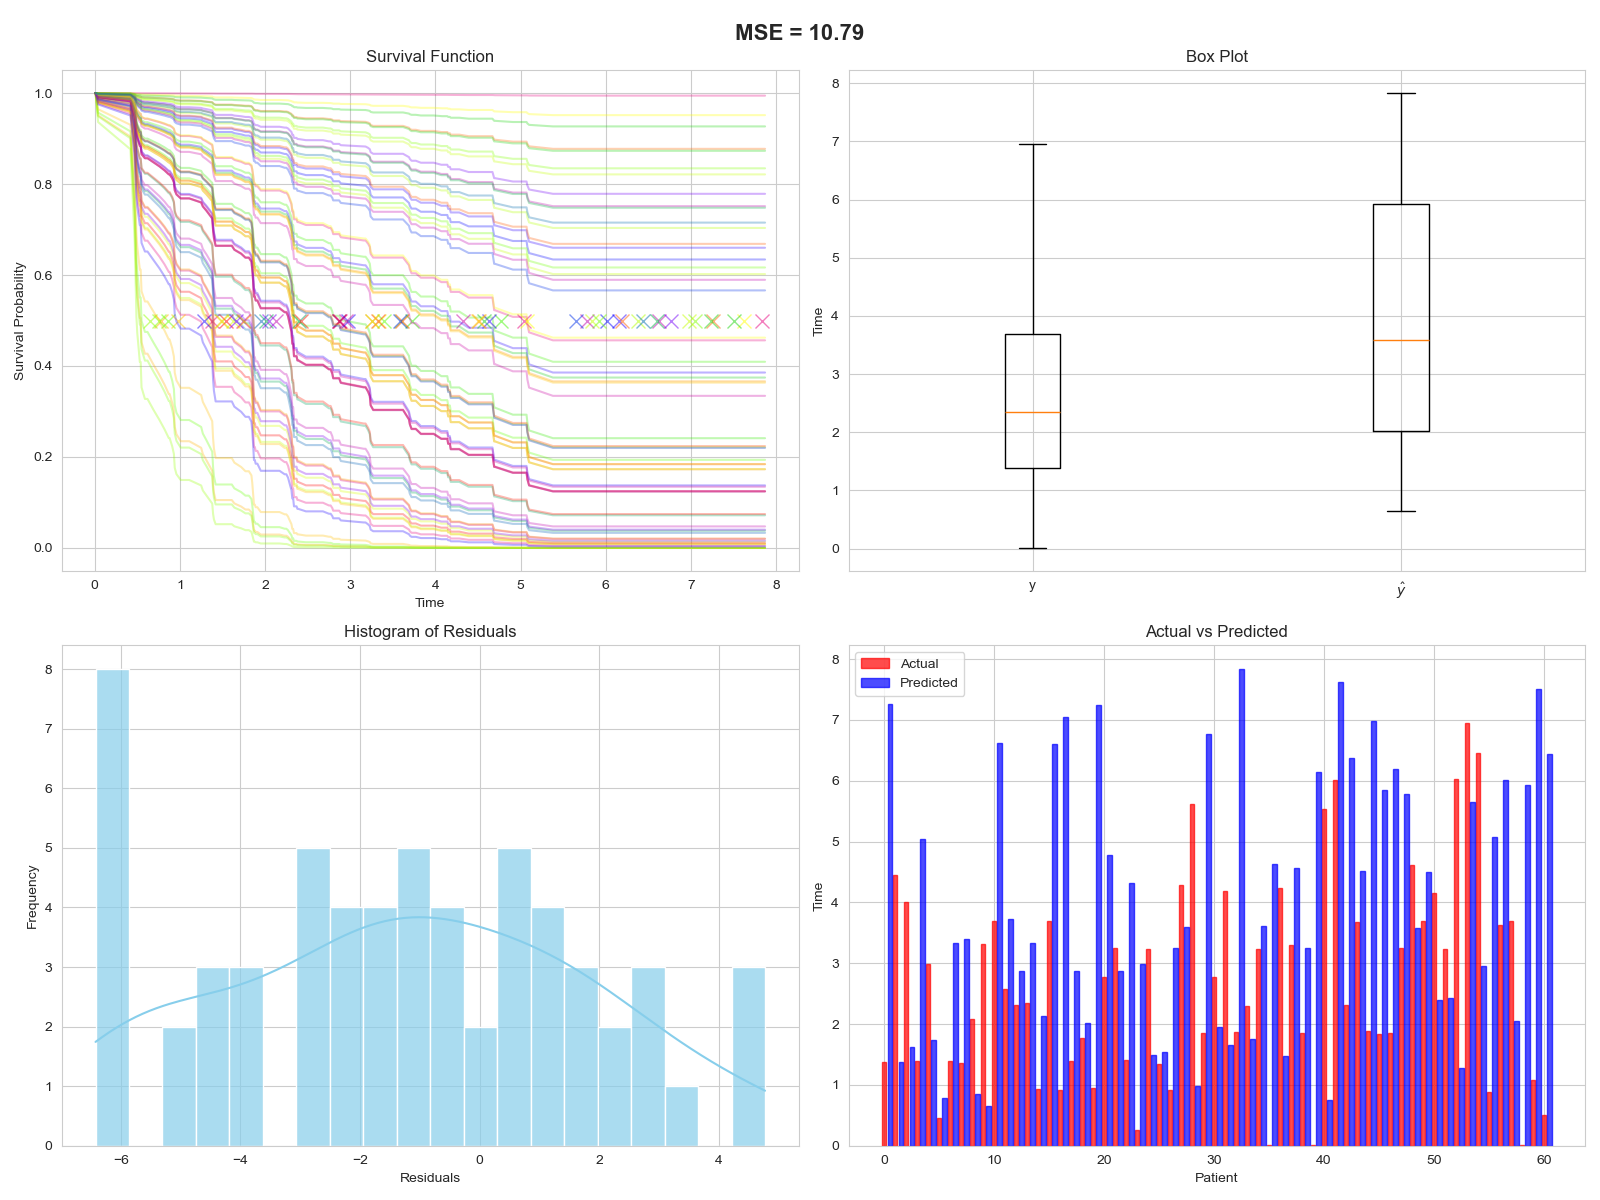 MSE = 10.79
Survival Function
Survival Probability
1.0
0.8
0.6
0.4
0.2
0.0
0 1 2 3 4 5 6 7 8
Time
Box Plot
Time
8
7
6
5
4
3
2
1
0
y ŷ
Histogram of Residuals
Frequency
8
7
6
5
4
3
2
1
0
−6 −4 −2 0 2 4
Residuals
Actual vs Predicted
Actual
Predicted
Time
8
7
6
5
4
3
2
1
0
0 10 20 30 40 50 60
Patient